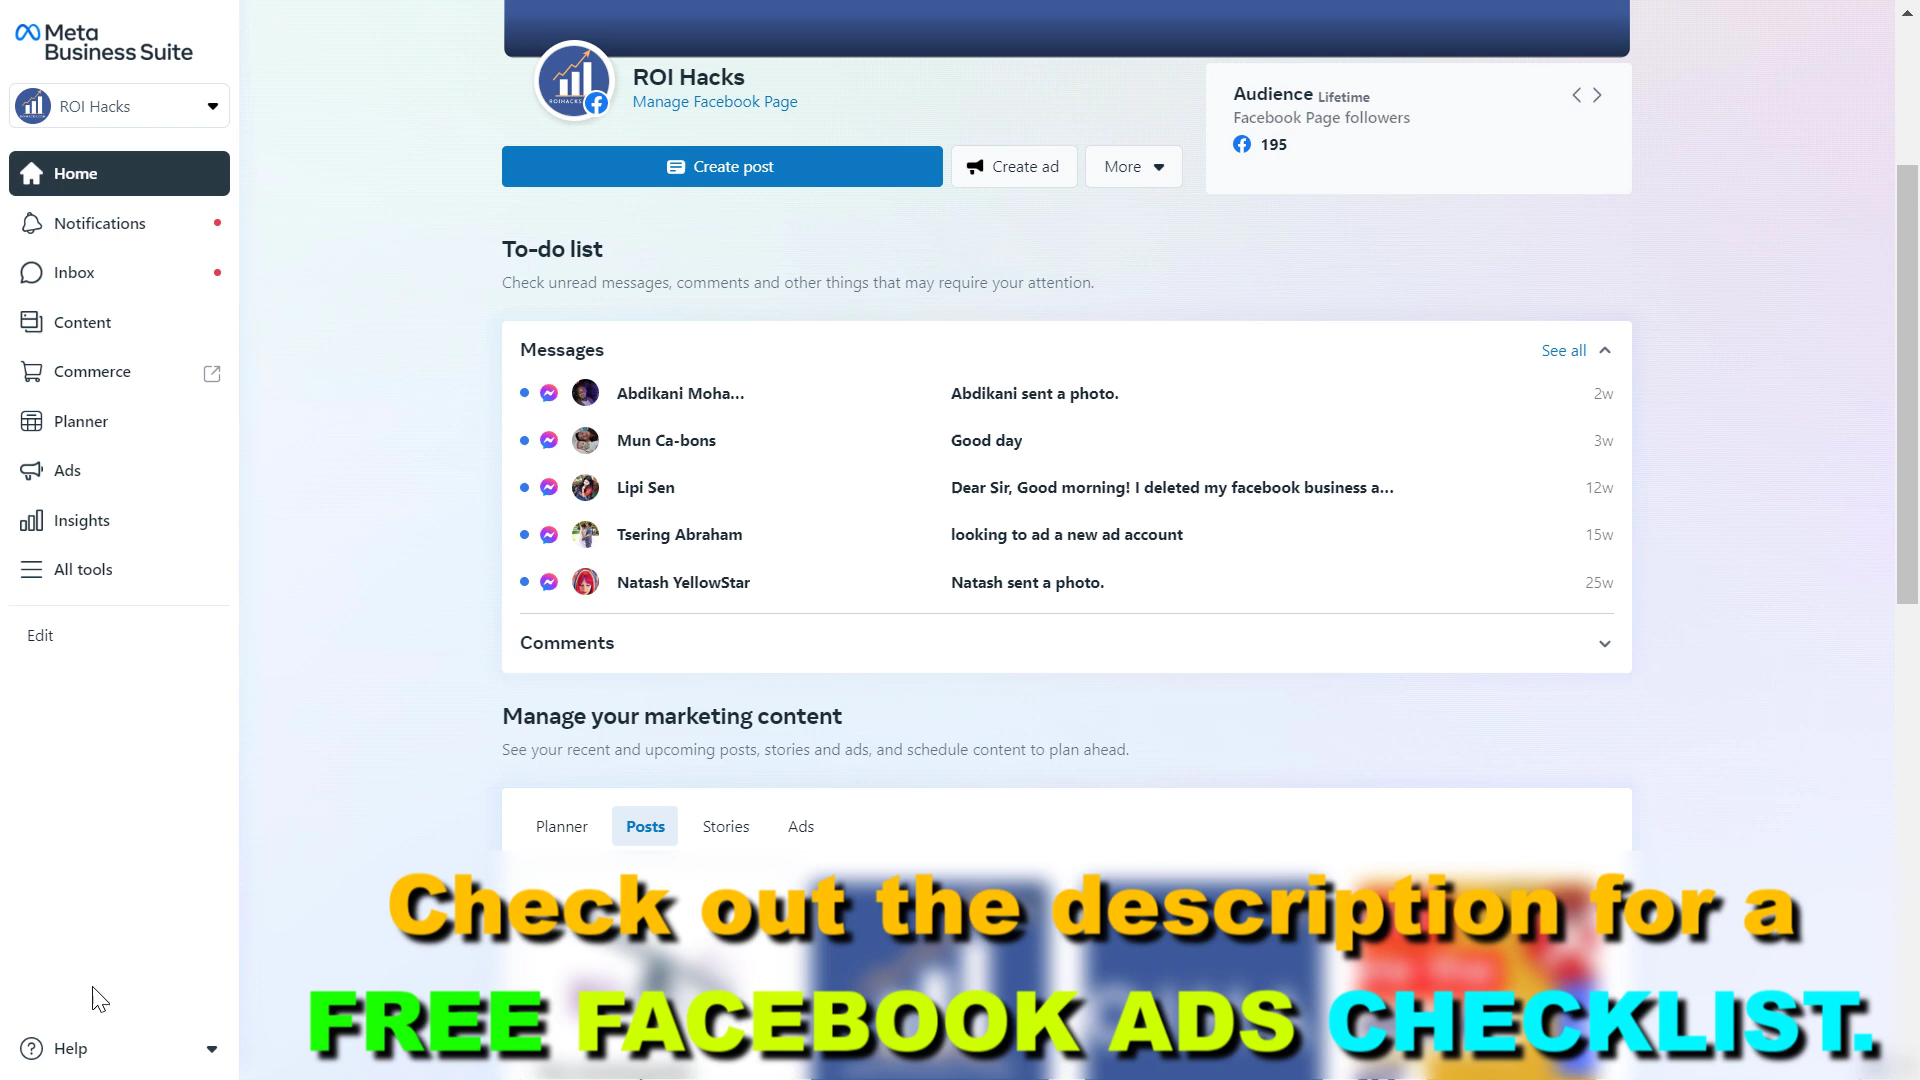 Meta
Business Suite
ROI Hacks
Home
Notifications
Inbox
Content
Commerce
Planner
Ads
Insights
All tools
Edit
Help
ROI Hacks
Manage Facebook Page
Create post
Create ad
More
Audience Lifetime
Facebook Page followers
195
To-do list
Check unread messages, comments and other things that may require your attention.
Messages
See all
Abdikani Moha... Abdikani sent a photo. 2w
Mun Ca-bons Good day 3w
Lipi Sen Dear Sir, Good morning! I deleted my facebook business a... 12w
Tsering Abraham looking to ad a new ad account 15w
Natash YellowStar Natash sent a photo. 25w
Comments
Manage your marketing content
See your recent and upcoming posts, stories and ads, and schedule content to plan ahead.
Planner Posts Stories Ads
Check out the description for a
FREE FACEBOOK ADS CHECKLIST.